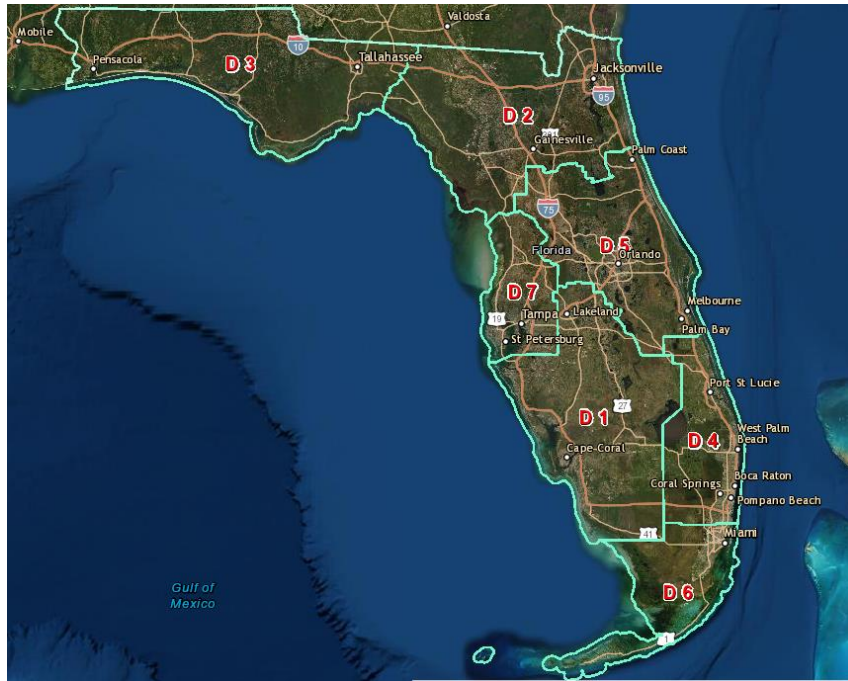 Valdosta
Mobile
10
Pensacola
D 3
Tallahassee
Jacksonville
95
D 2
Gainesville
Palm Coast
75
Florida
D 5
Orlando
D 7
Melbourne
19
Tampa
Lakeland
Palm Bay
St Petersburg
Port St Lucie
27
D 1
West Palm
Beach
D 4
Cape Coral
Boca Raton
Coral Springs
Pompano Beach
41
Miami
Gulf of
Mexico
D 6
1